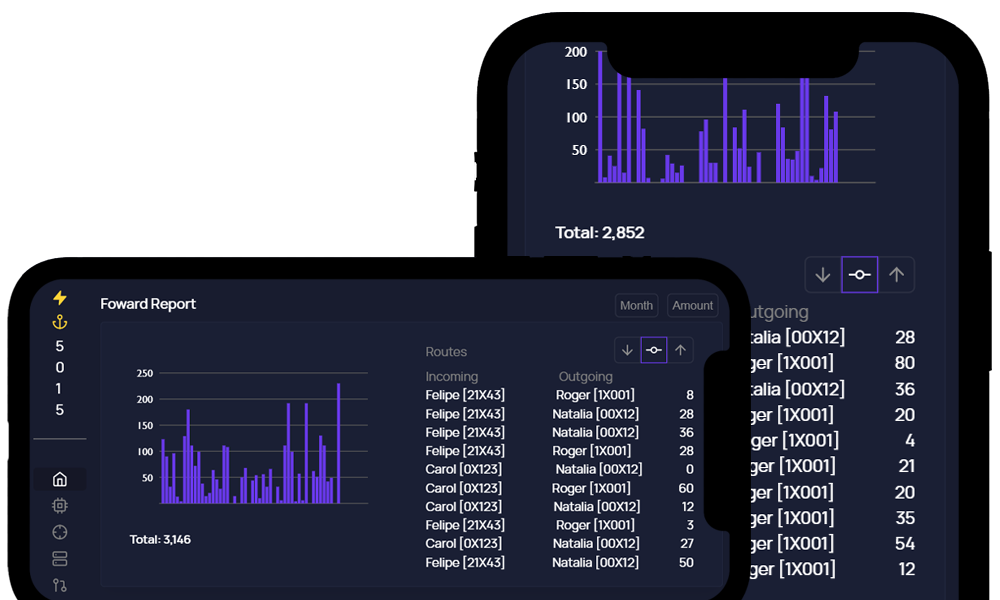 200
150
100
50
Total: 2,852
utgoing
talia [00X12] 28
ger [1X001] 80
talia [00X12] 36
ger [1X001] 20
ger [1X001] 4
ger [1X001] 21
ger [1X001] 20
ger [1X001] 35
ger [1X001] 54
ger [1X001] 12
5
0
1
5
Foward Report
Month Amount
250
200
150
100
50
Total: 3,146
Routes
Incoming Outgoing
Felipe [21X43] Roger [1X001] 8
Felipe [21X43] Natalia [00X12] 28
Felipe [21X43] Natalia [00X12] 36
Felipe [21X43] Roger [1X001] 28
Carol [0X123] Natalia [00X12] 0
Carol [0X123] Roger [1X001] 60
Carol [0X123] Natalia [00X12] 12
Felipe [21X43] Roger [1X001] 3
Carol [0X123] Natalia [00X12] 27
Felipe [21X43] Natalia [00X12] 50